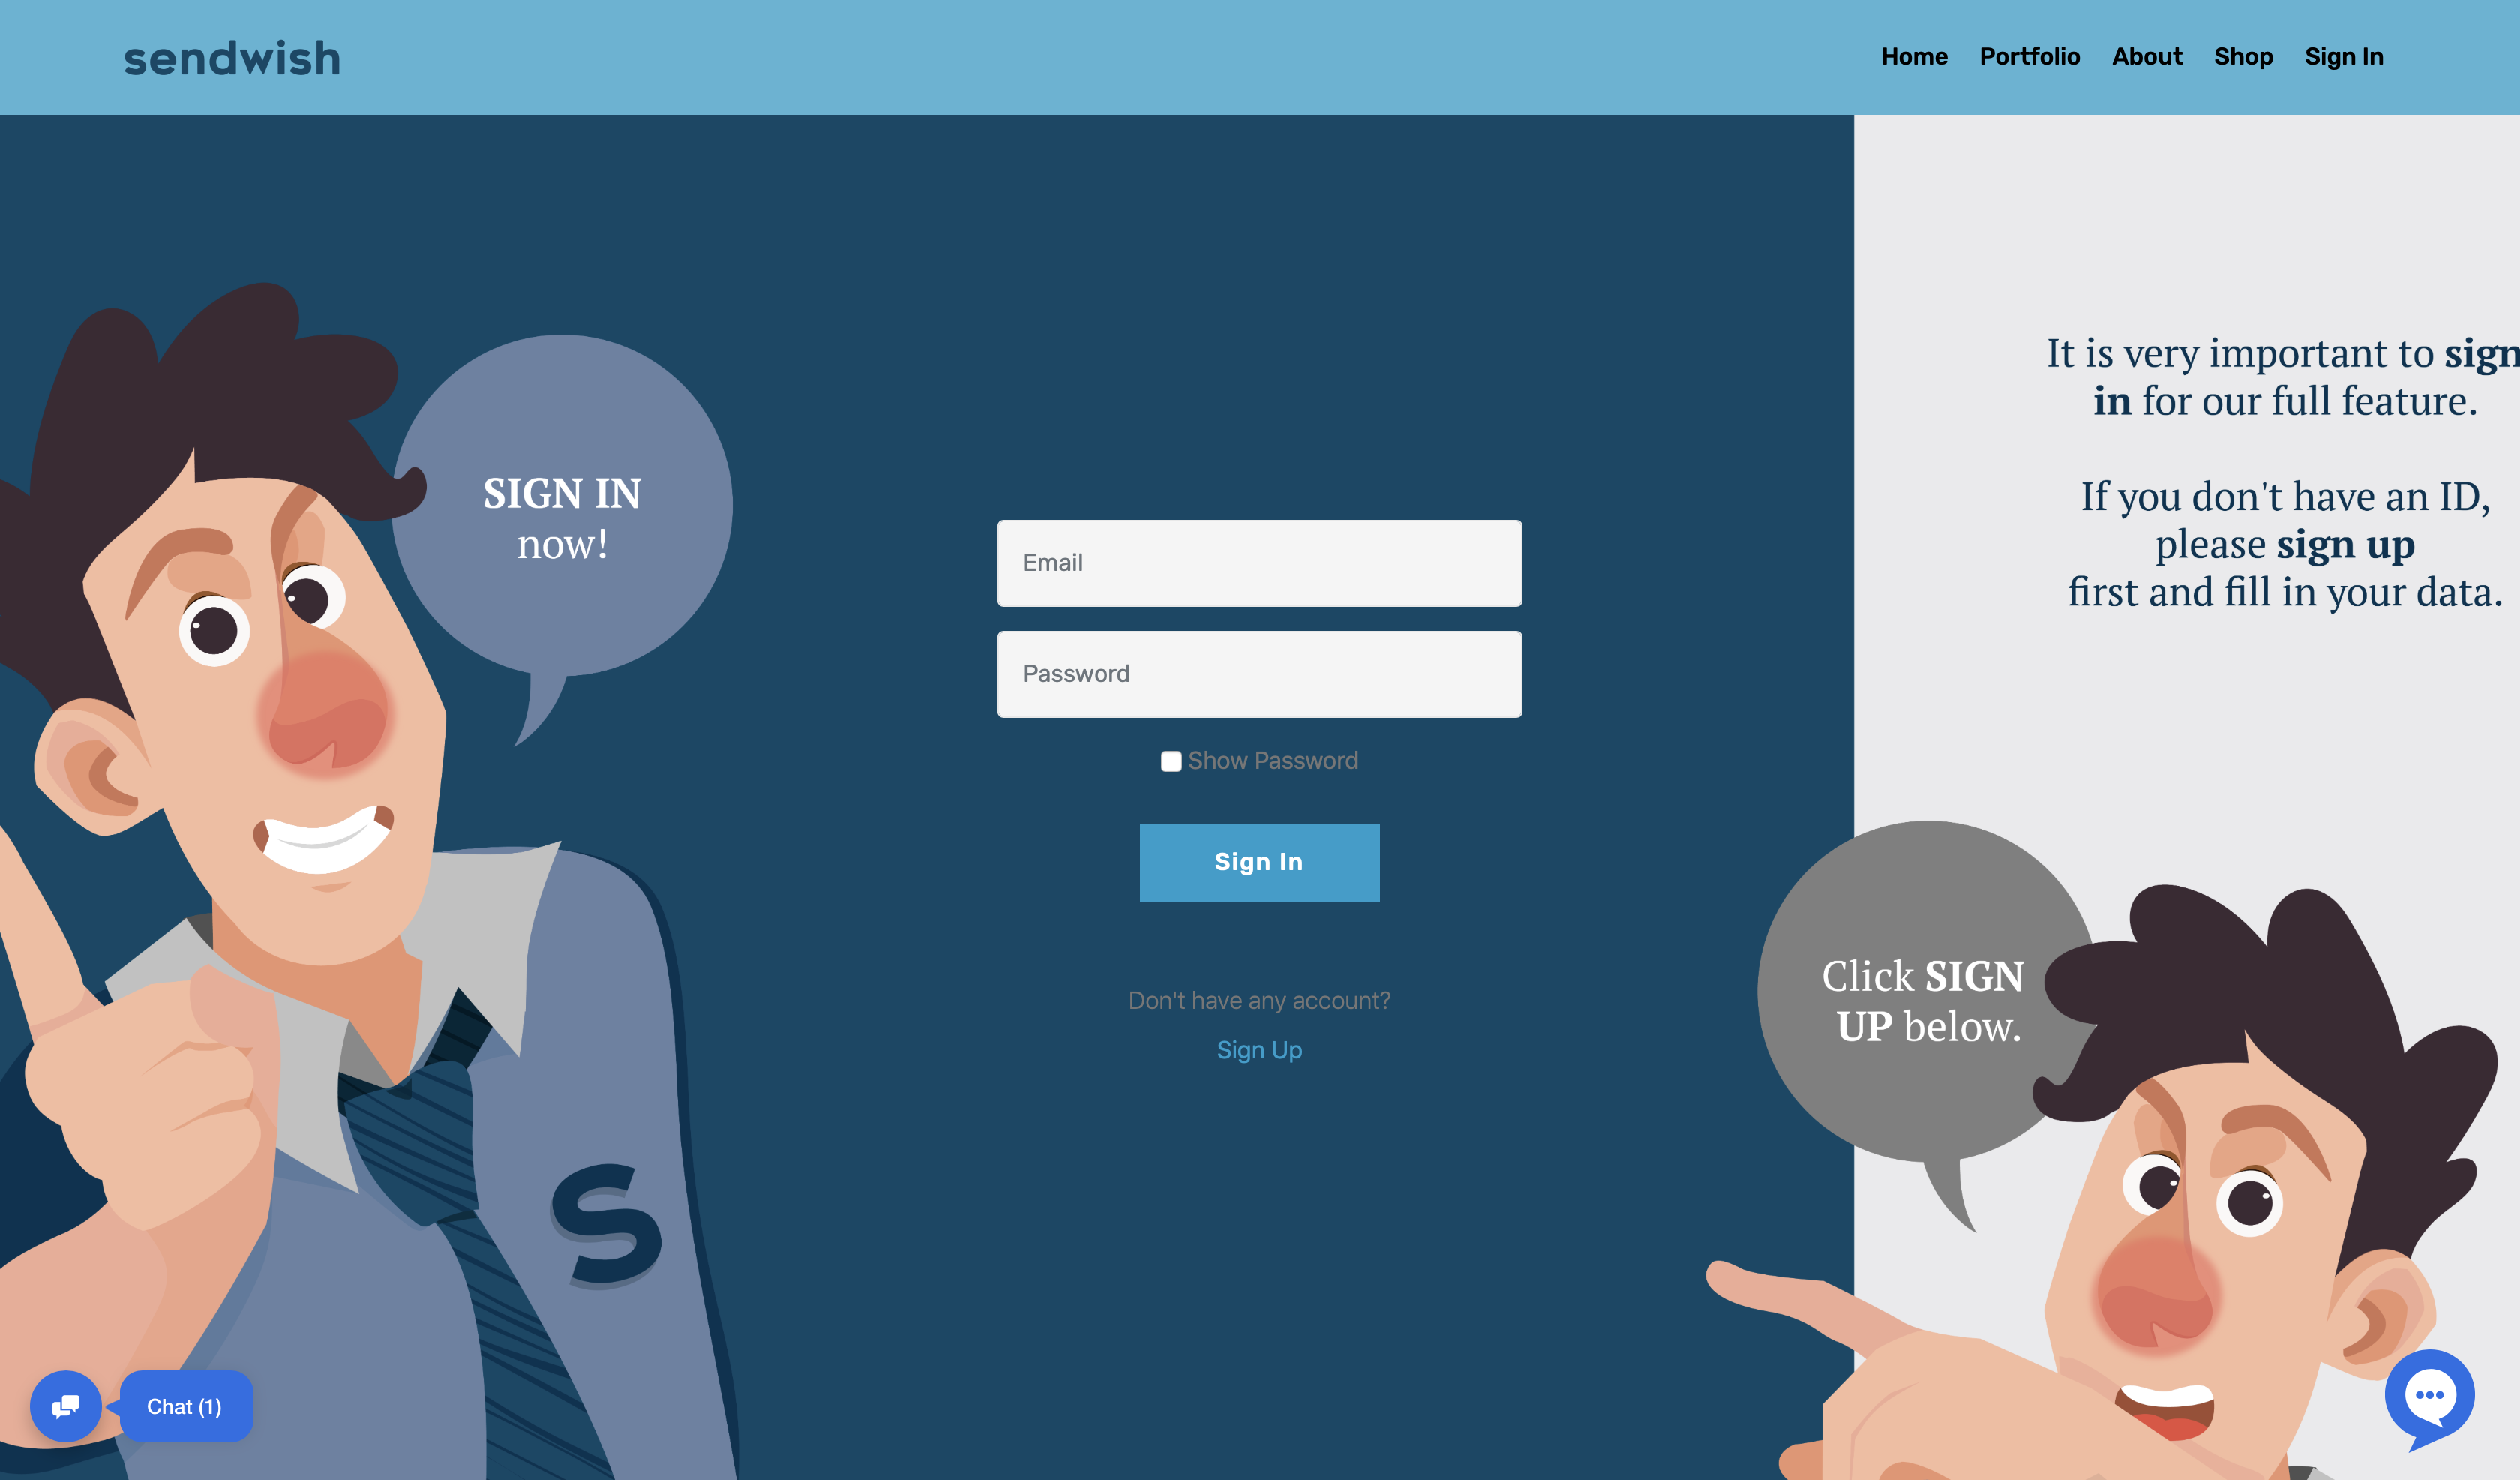 sendwish
Home Portfolio About Shop Sign In
SIGN IN
now!
Email
Password
Show Password
Sign In
Don't have any account?
Sign Up
It is very important to sign
in for our full feature.
If you don't have an ID,
please sign up
first and fill in your data.
Click SIGN
UP below.
S
Chat (1)